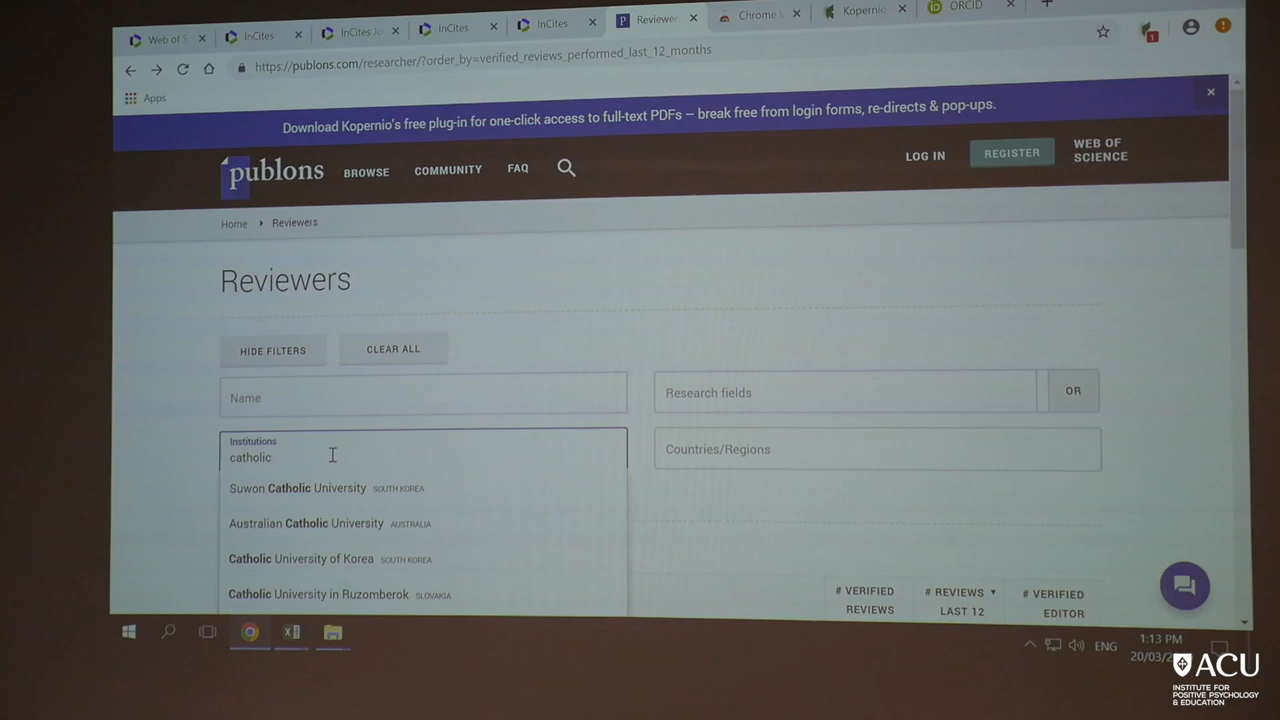 Web of S
InCites
InCites Jo
InCites
InCites
Reviewer
Chrome
Kopernio
ORCID
https://publons.com/researcher/?order_by=verified_reviews_performed_last_12_months
1
Apps
Download Kopernio's free plug-in for one-click access to full-text PDFs – break free from login forms, re-directs & pop-ups.
publons
BROWSE
COMMUNITY
FAQ
LOG IN
REGISTER
WEB OF
SCIENCE
Home
Reviewers
Reviewers
HIDE FILTERS
CLEAR ALL
Name
Research fields
OR
Institutions
catholic
Countries/Regions
Suwon Catholic University SOUTH KOREA
Australian Catholic University AUSTRALIA
Catholic University of Korea SOUTH KOREA
Catholic University in Ruzomberok SLOVAKIA
# VERIFIED
REVIEWS
# REVIEWS
LAST 12
# VERIFIED
EDITOR
ENG
1:13 PM
20/03/2
ACU
INSTITUTE FOR
POSITIVE PSYCHOLOGY
& EDUCATION